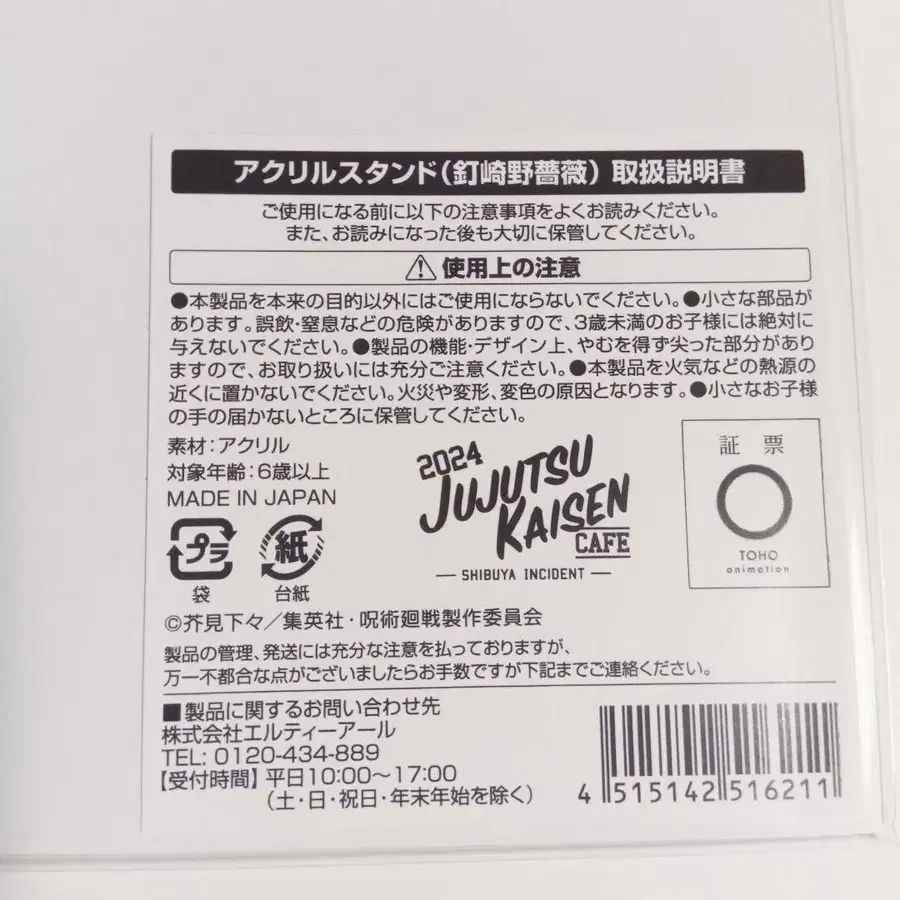 アクリルスタンド(釘崎野薔薇) 取扱説明書
ご使用になる前に以下の注意事項をよくお読みください。
また、お読みになった後も大切に保管してください。
使用上の注意
●本製品を本来の目的以外にはご使用にならないでください。●小さな部品が
あります。誤飲・窒息などの危険がありますので、3歳未満のお子様には絶対に
与えないでください。●製品の機能・デザイン上、やむを得ず尖った部分があり
ますので、お取り扱いには充分ご注意ください。●本製品を火気などの熱源の
近くに置かないでください。火災や変形、変色の原因となります。●小さなお子様
の手の届かないところに保管してください。
素材:アクリル
対象年齢:6歳以上
MADE IN JAPAN
プラ
袋
紙
台紙
2024
JUJUTSU
KAISEN
CAFE
SHIBUYA INCIDENT
証票
TOHO
animation
©芥見下々/集英社・呪術廻戦製作委員会
製品の管理、発送には充分な注意を払っておりますが、
万一不都合な点がございましたらお手数ですが下記までご連絡ください。
■製品に関するお問い合わせ先
株式会社エルティーアール
TEL: 0120-434-889
【受付時間】平日10:00〜17:00
(土・日・祝日・年末年始を除く)
4 515142 516211